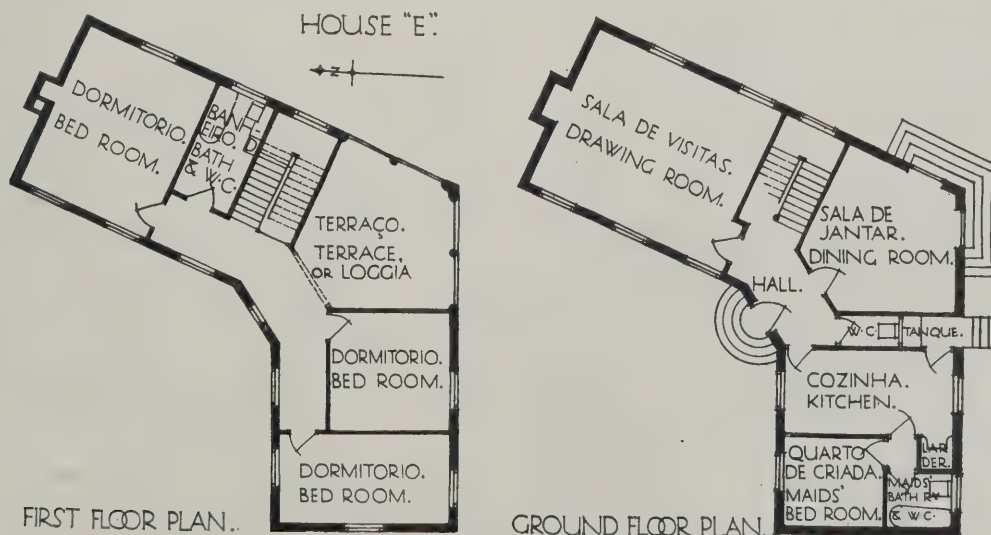 HOUSE "E".
N
DORMITORIO.
BED ROOM.
BANH-
EIRO. D
BATH
& W.C.
TERRAÇO.
TERRACE,
OR LOGGIA
DORMITORIO.
BED ROOM.
DORMITORIO.
BED ROOM.
FIRST FLOOR PLAN.
SALA DE VISITAS.
DRAWING ROOM.
SALA DE
JANTAR.
DINING ROOM.
HALL.
W.C.
TANQUE.
COZINHA.
KITCHEN.
LAR
DER.
QUARTO
DE CRIADA.
MAIDS'
BED ROOM.
MAIDS'
BATH RM
& W.C.
GROUND FLOOR PLAN.